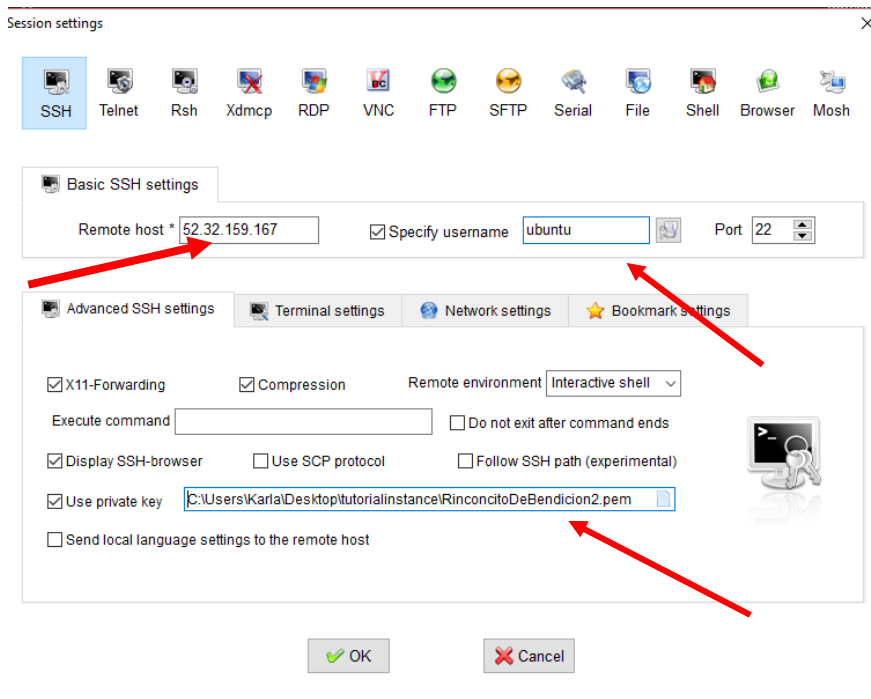 Session settings
SSH Telnet Rsh Xdmcp RDP VNC FTP SFTP Serial File Shell Browser Mosh
Basic SSH settings
Remote host * 52.32.159.167 Specify username ubuntu Port 22
Advanced SSH settings Terminal settings Network settings Bookmark settings
X11-Forwarding Compression Remote environment Interactive shell
Execute command Do not exit after command ends
Display SSH-browser Use SCP protocol Follow SSH path (experimental)
Use private key C:\Users\Karla\Desktop\tutorialinstance\RinconcitoDeBendicion2.pem
Send local language settings to the remote host
OK Cancel